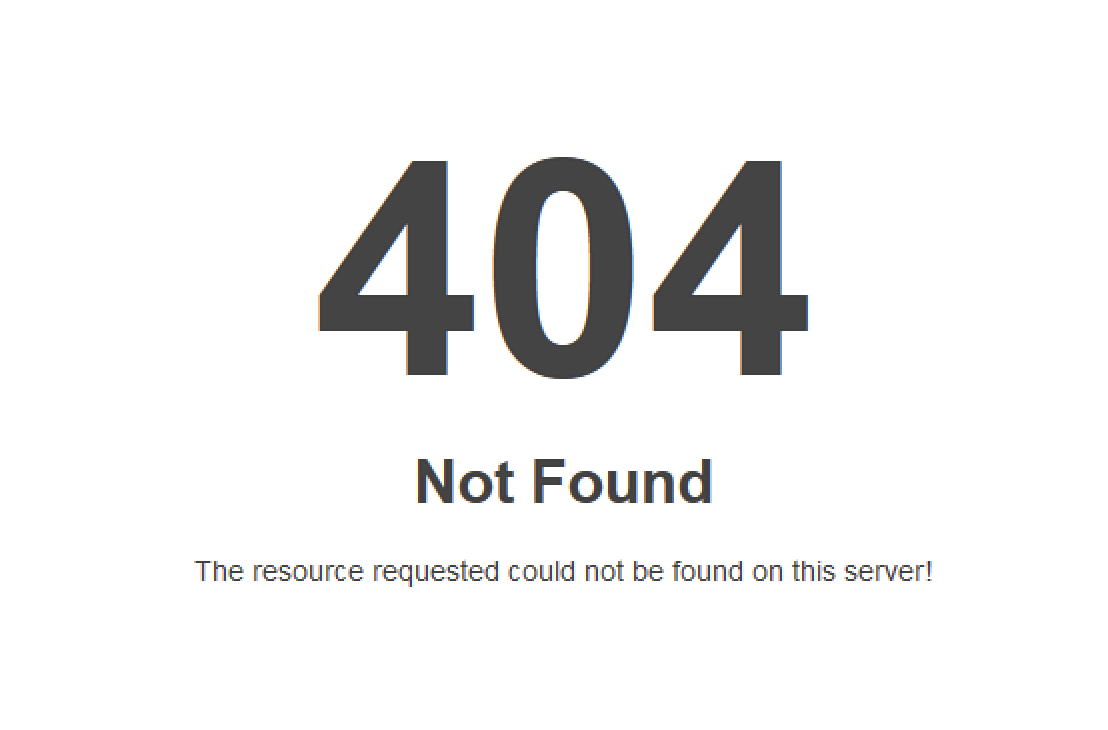 404
Not Found
The resource requested could not be found on this server!